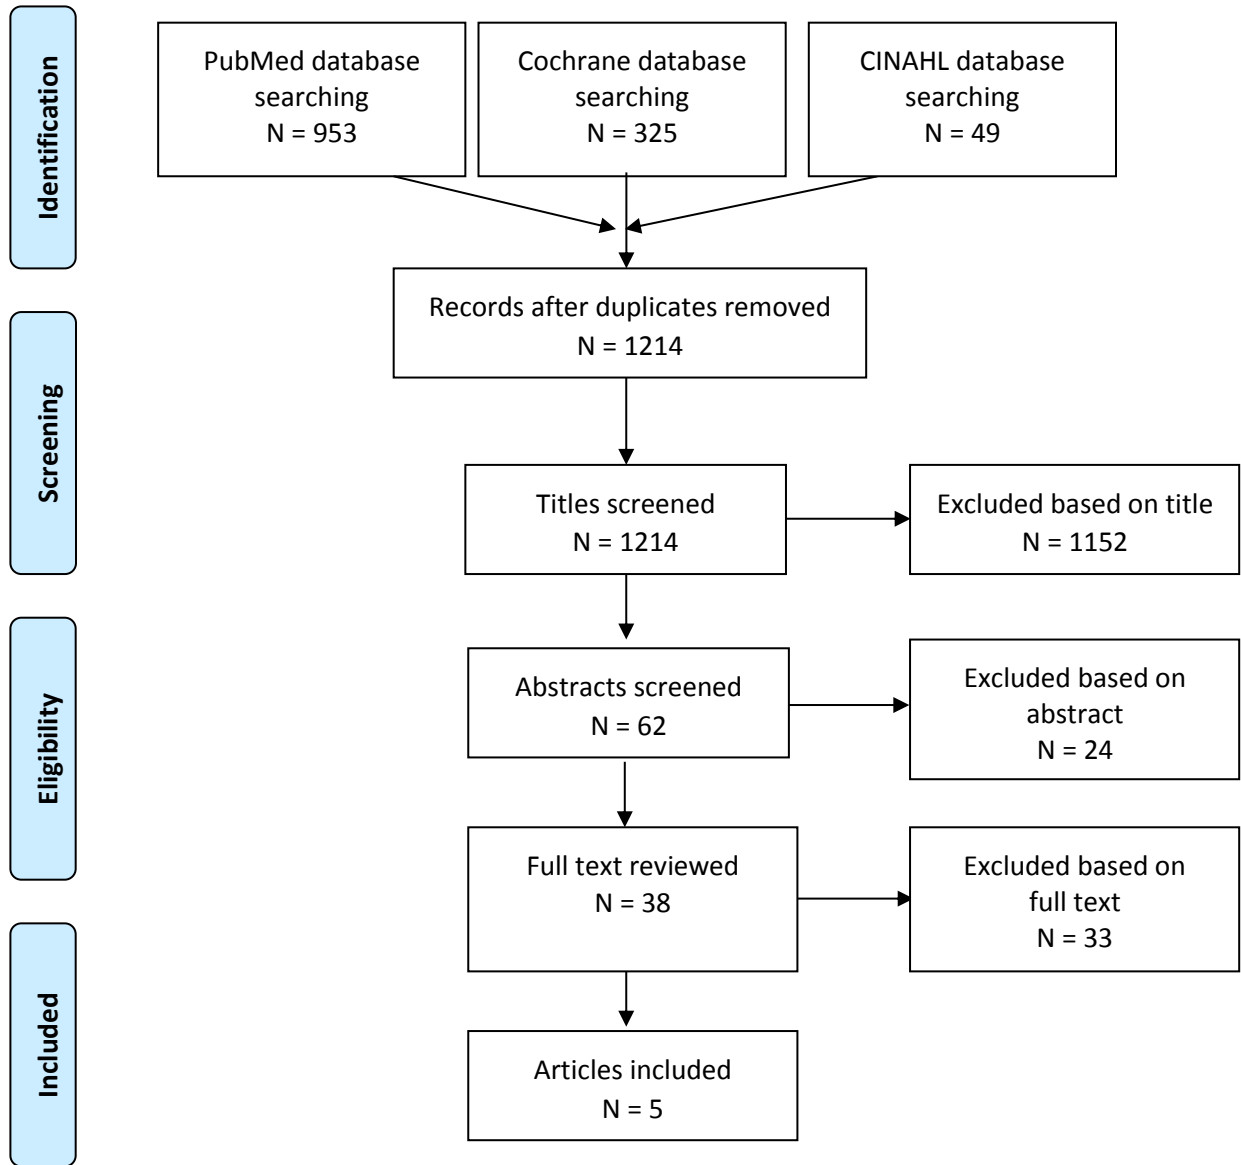 Identification
PubMed database
searching
N = 953
Cochrane database
searching
N = 325
CINAHL database
searching
N = 49
Records after duplicates removed
N = 1214
Screening
Titles screened
N = 1214
Excluded based on title
N = 1152
Eligibility
Abstracts screened
N = 62
Excluded based on
abstract
N = 24
Full text reviewed
N = 38
Excluded based on
full text
N = 33
Included
Articles included
N = 5